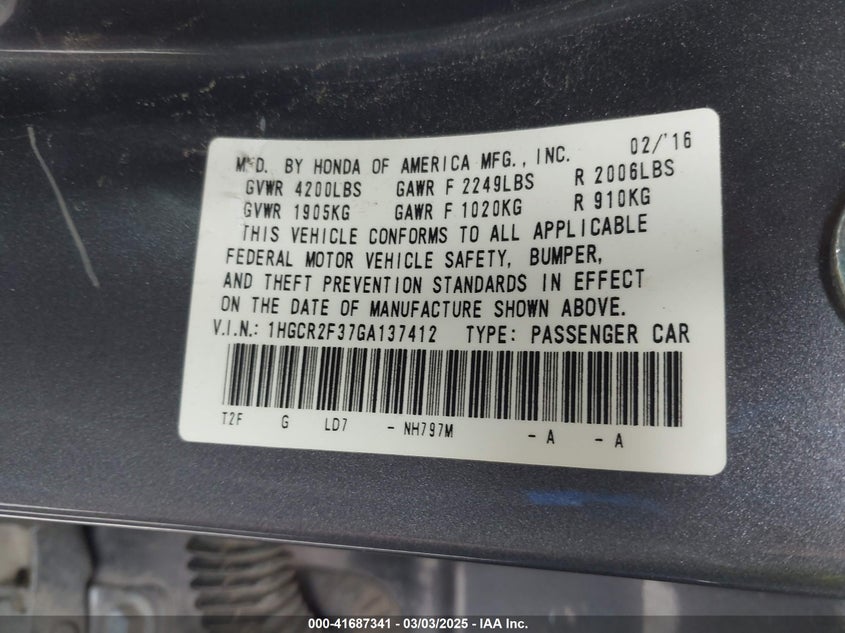 MFD. BY HONDA OF AMERICA MFG., INC. 02/'16
GVWR 4200LBS GAWR F 2249LBS R 2006LBS
GVWR 1905KG GAWR F 1020KG R 910KG
THIS VEHICLE CONFORMS TO ALL APPLICABLE
FEDERAL MOTOR VEHICLE SAFETY, BUMPER,
AND THEFT PREVENTION STANDARDS IN EFFECT
ON THE DATE OF MANUFACTURE SHOWN ABOVE.
V.I.N.: 1HGCR2F37GA137412 TYPE: PASSENGER CAR
T2F G LD7 - NH797M - A - A
000-41687341 / 03/03/2025 - IAA Inc.